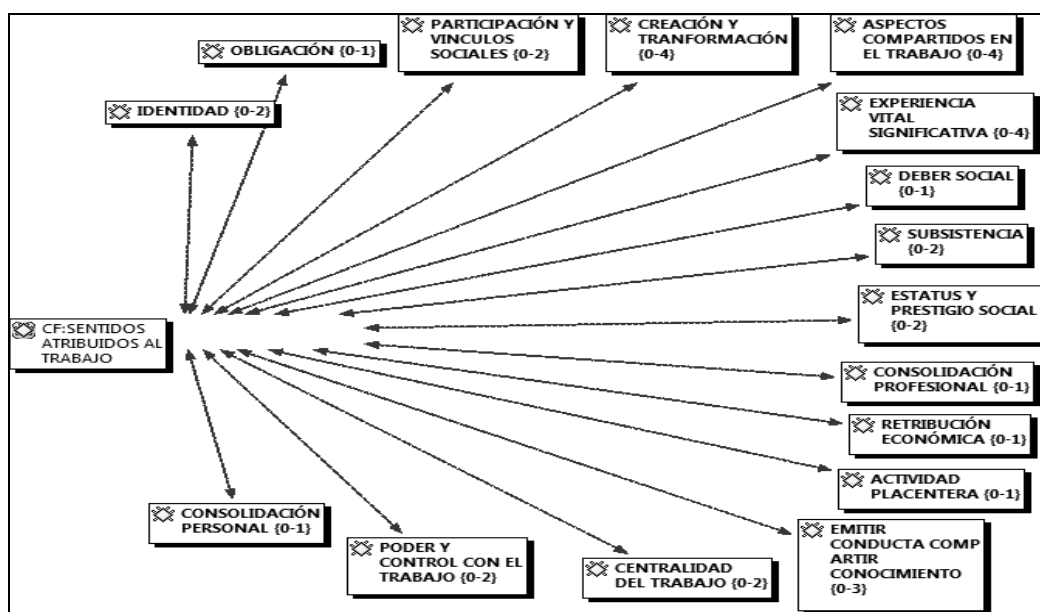 IDENTIDAD {0-2}
OBLIGACIÓN {0-1}
PARTICIPACIÓN Y
VINCULOS
SOCIALES {0-2}
CREACIÓN Y
TRANFORMACIÓN
{0-4}
ASPECTOS
COMPARTIDOS EN
EL TRABAJO {0-4}
EXPERIENCIA
VITAL
SIGNIFICATIVA {0-4}
DEBER SOCIAL
{0-1}
SUBSISTENCIA
{0-2}
ESTATUS Y
PRESTIGIO SOCIAL
{0-2}
CF:SENTIDOS
ATRIBUIDOS AL
TRABAJO
CONSOLIDACIÓN
PROFESIONAL {0-1}
RETRIBUCIÓN
ECONÓMICA {0-1}
ACTIVIDAD
PLACENTERA {0-1}
EMITIR
CONDUCTA COMP
ARTIR
CONOCIMIENTO
{0-3}
CENTRALIDAD
DEL TRABAJO {0-2}
PODER Y
CONTROL CON EL
TRABAJO {0-2}
CONSOLIDACIÓN
PERSONAL {0-1}